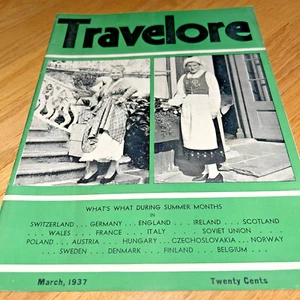 Travelore
WHAT'S WHAT DURING SUMMER MONTHS
IN
SWITZERLAND . . . GERMANY . . . ENGLAND . . . IRELAND . . . SCOTLAND
. . . WALES . . . FRANCE . . . ITALY . . . SOVIET UNION . . .
POLAND . . . AUSTRIA . . . HUNGARY . . . CZECHOSLOVAKIA . . . NORWAY
. . . SWEDEN . . . DENMARK . . . FINLAND . . . BELGIUM . . .
March, 1937 Twenty Cents